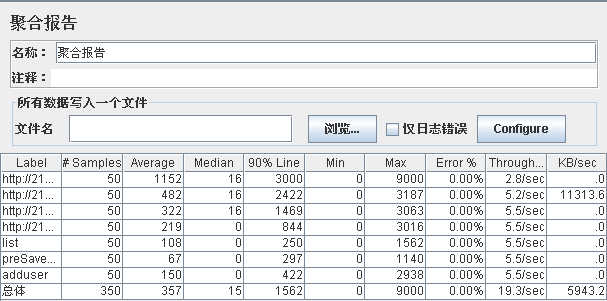 聚合报告
名称： 聚合报告
注释：
所有数据写入一个文件
文件名 浏览... 仅日志错误 Configure
Label # Samples Average Median 90% Line Min Max Error % Through... KB/sec
http://21... 50 1152 16 3000 0 9000 0.00% 2.8/sec .0
http://21... 50 482 16 2422 0 3187 0.00% 5.2/sec 11313.6
http://21... 50 322 16 1469 0 3063 0.00% 5.2/sec .0
http://21... 50 219 0 844 0 3016 0.00% 5.5/sec .0
list 50 108 0 250 0 1562 0.00% 5.5/sec .0
preSave... 50 67 0 297 0 1140 0.00% 5.5/sec .0
adduser 50 150 0 422 0 2938 0.00% 5.5/sec .0
总体 350 357 15 1562 0 9000 0.00% 19.3/sec 5943.2